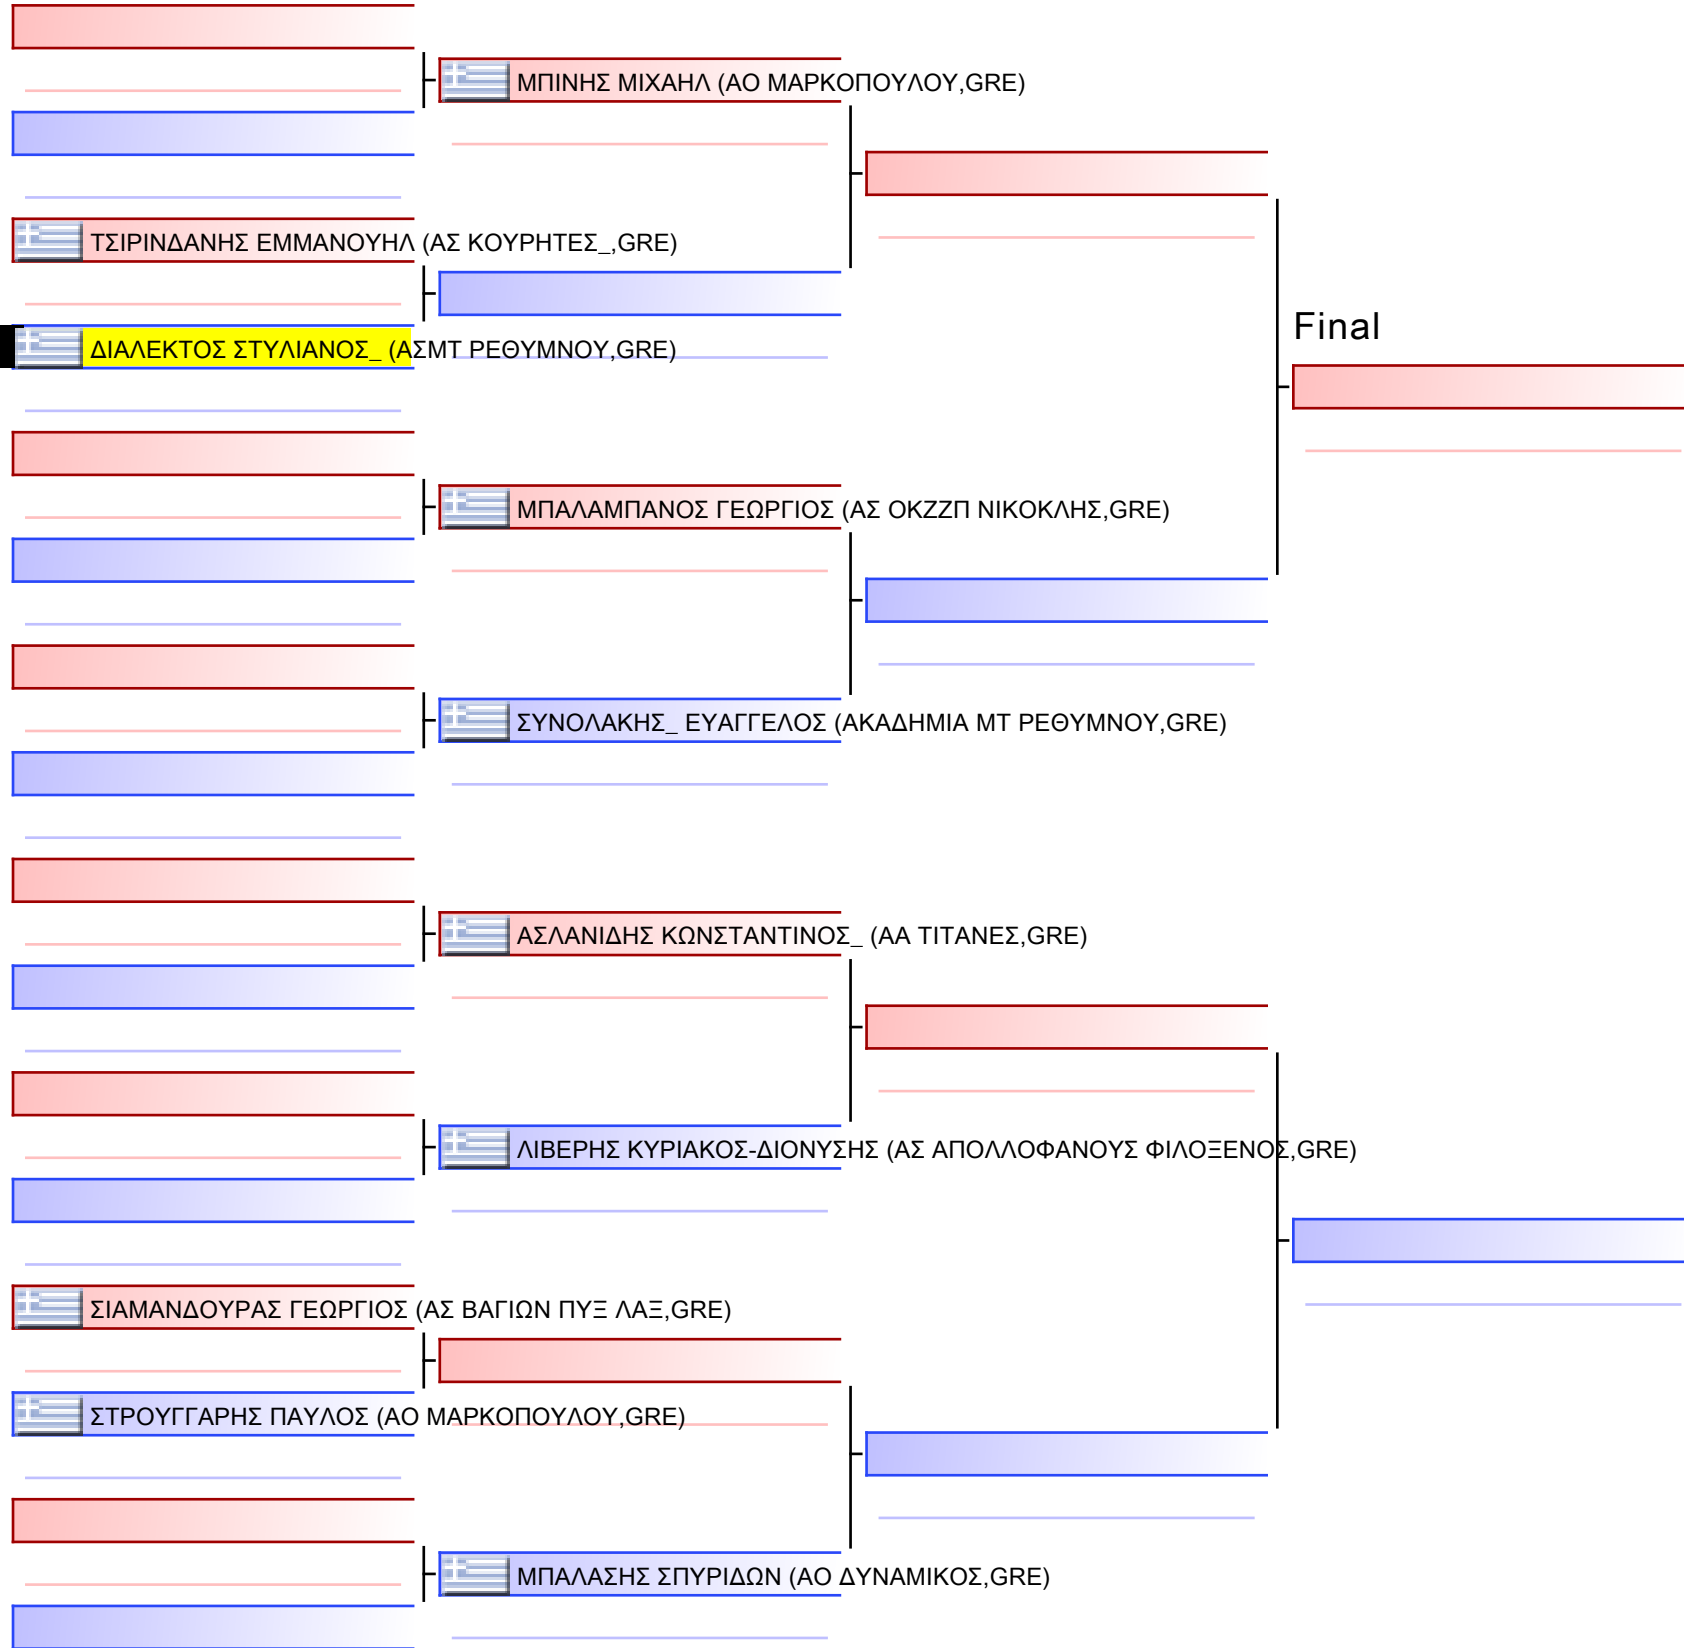 ΜΠΙΝΗΣ ΜΙΧΑΗΛ (ΑΟ ΜΑΡΚΟΠΟΥΛΟΥ,GRE)
ΤΣΙΡΙΝΔΑΝΗΣ ΕΜΜΑΝΟΥΗΛ (ΑΣ ΚΟΥΡΗΤΕΣ_,GRE)
Final
ΔΙΑΛΕΚΤΟΣ ΣΤΥΛΙΑΝΟΣ_ (ΑΣΜΤ ΡΕΘΥΜΝΟΥ,GRE)
ΜΠΑΛΑΜΠΑΝΟΣ ΓΕΩΡΓΙΟΣ (ΑΣ ΟΚΖΖΠ ΝΙΚΟΚΛΗΣ,GRE)
ΣΥΝΟΛΑΚΗΣ_ ΕΥΑΓΓΕΛΟΣ (ΑΚΑΔΗΜΙΑ ΜΤ ΡΕΘΥΜΝΟΥ,GRE)
ΑΣΛΑΝΙΔΗΣ ΚΩΝΣΤΑΝΤΙΝΟΣ_ (ΑΑ ΤΙΤΑΝΕΣ,GRE)
ΛΙΒΕΡΗΣ ΚΥΡΙΑΚΟΣ-ΔΙΟΝΥΣΗΣ (ΑΣ ΑΠΟΛΛΟΦΑΝΟΥΣ ΦΙΛΟΞΕΝΟΣ,GRE)
ΣΙΑΜΑΝΔΟΥΡΑΣ ΓΕΩΡΓΙΟΣ (ΑΣ ΒΑΓΙΩΝ ΠΥΞ ΛΑΞ,GRE)
ΣΤΡΟΥΓΓΑΡΗΣ ΠΑΥΛΟΣ (ΑΟ ΜΑΡΚΟΠΟΥΛΟΥ,GRE)
ΜΠΑΛΑΣΗΣ ΣΠΥΡΙΔΩΝ (ΑΟ ΔΥΝΑΜΙΚΟΣ,GRE)